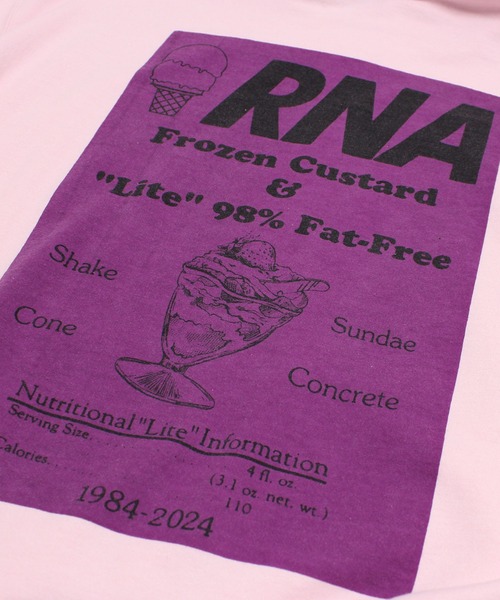 RNA
Frozen Custard
&
"Lite" 98% Fat-Free
Shake
Sundae
Cone
Concrete
Nutritional "Lite" Information
Serving Size.... 4 fl. oz.
(3.1 oz net. wt.)
Calories.... 110
1984-2024